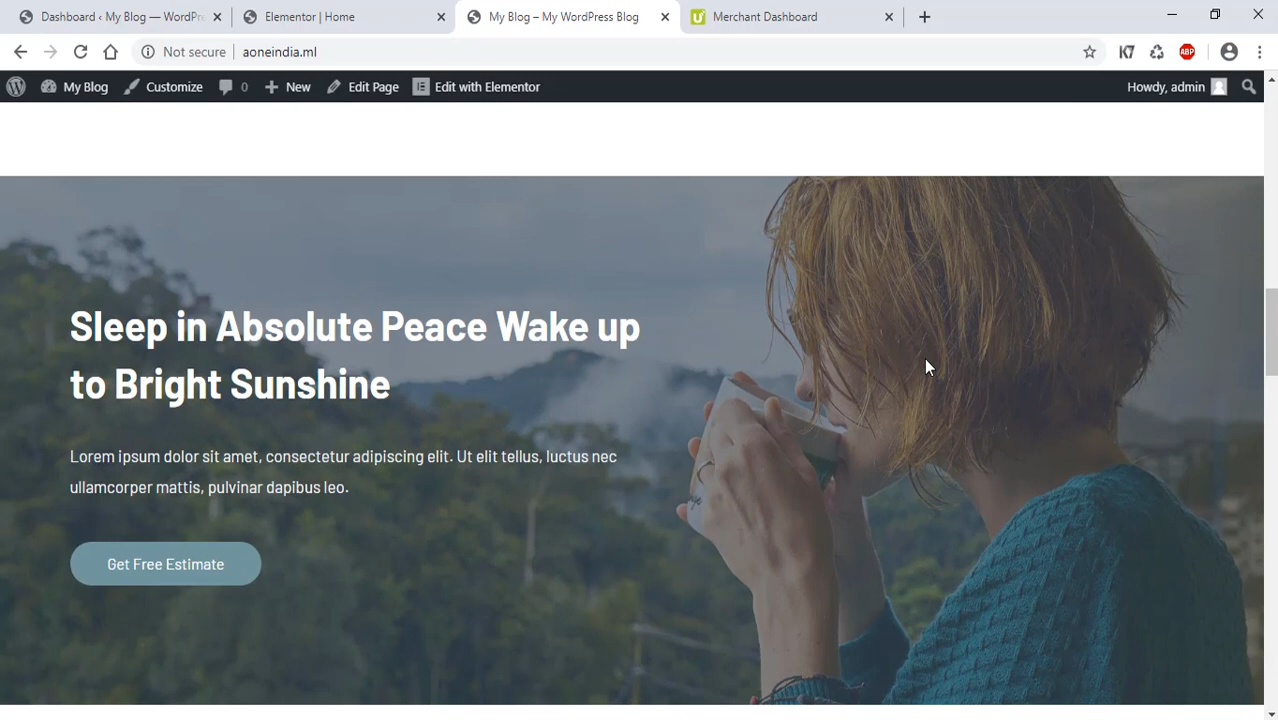 Dashboard ‹ My Blog — WordPr
Elementor | Home
My Blog – My WordPress Blog
Merchant Dashboard
Not secure
aoneindia.ml
K7
ABP
My Blog
Customize
0
New
Edit Page
Edit with Elementor
Howdy, admin
Sleep in Absolute Peace Wake up
to Bright Sunshine
Lorem ipsum dolor sit amet, consectetur adipiscing elit. Ut elit tellus, luctus nec
ullamcorper mattis, pulvinar dapibus leo.
Get Free Estimate